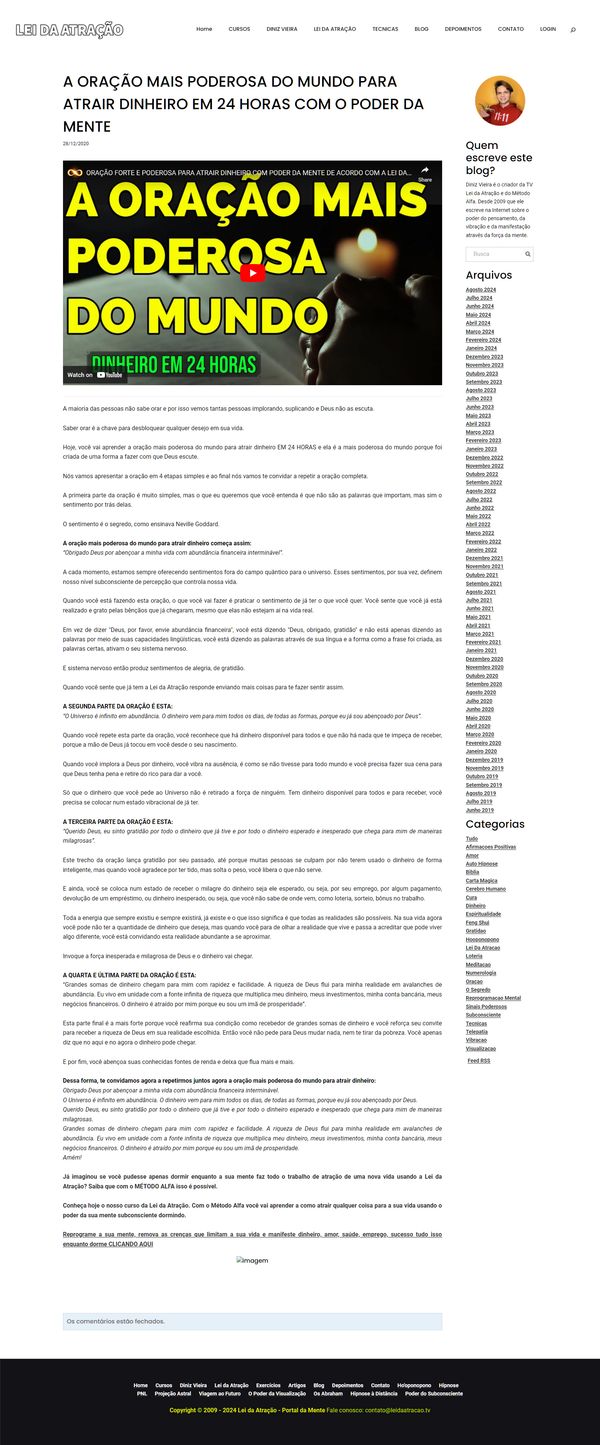 LEI DA ATRAÇÃO
Home CURSOS DINIZ VIEIRA LEI DA ATRAÇÃO TECNICAS BLOG DEPOIMENTOS CONTATO LOGIN
A ORAÇÃO MAIS PODEROSA DO MUNDO PARA
ATRAIR DINHEIRO EM 24 HORAS COM O PODER DA
MENTE
28/12/2020
ORAÇÃO FORTE E PODEROSA PARA ATRAIR DINHEIRO COM PODER DA MENTE DE ACORDO COM A LEI DA...
Share
A ORAÇÃO MAIS
PODEROSA
DO MUNDO
DINHEIRO EM 24 HORAS
Watch on YouTube
A maioria das pessoas não sabe orar e por isso vemos tantas pessoas implorando, suplicando e Deus não as escuta.
Saber orar é a chave para desbloquear qualquer desejo em sua vida.
Hoje, você vai aprender a oração mais poderosa do mundo para atrair dinheiro EM 24 HORAS e ela é a mais poderosa do mundo porque foi
criada de uma forma a fazer com que Deus escute.
Nós vamos apresentar a oração em 4 etapas simples e ao final nós vamos te convidar a repetir a oração completa.
A primeira parte da oração é muito simples, mas o que eu queremos que você entenda é que não são as palavras que importam, mas sim o
sentimento por trás delas.
O sentimento é o segredo, como ensinava Neville Goddard.
A oração mais poderosa do mundo para atrair dinheiro começa assim:
"Obrigado Deus por abençoar a minha vida com abundância financeira interminável".
A cada momento, estamos sempre oferecendo sentimentos fora do campo quântico para o universo. Esses sentimentos, por sua vez, definem
nosso nível subconsciente de percepção que controla nossa vida.
Quando você está fazendo esta oração, o que você vai fazer é praticar o sentimento de já ter o que você quer. Você sente que você já está
realizado e grato pelas bênçãos que já chegaram, mesmo que elas não estejam aí na vida real.
Em vez de dizer "Deus, por favor, envie abundância financeira", você está dizendo "Deus, obrigado, gratidão" e não está apenas dizendo as
palavras por meio de suas capacidades lingüísticas, você está dizendo as palavras através de sua língua e a forma como a frase foi criada, as
palavras certas, ativam o seu sistema nervoso.
E sistema nervoso então produz sentimentos de alegria, de gratidão.
Quando você sente que já tem a Lei da Atração responde enviando mais coisas para te fazer sentir assim.
A SEGUNDA PARTE DA ORAÇÃO É ESTA:
"O Universo é infinito em abundância. O dinheiro vem para mim todos os dias, de todas as formas, porque eu já sou abençoado por Deus".
Quando você repete esta parte da oração, você reconhece que há dinheiro disponível para todos e que não há nada que te impeça de receber,
porque a mão de Deus já tocou em você desde o seu nascimento.
Quando você implora a Deus por dinheiro, você vibra na ausência, é como se não tivesse para todo mundo e você precisa fazer sua cena para
que Deus tenha pena e retire do rico para dar a você.
Só que o dinheiro que você pede ao Universo não é retirado a força de ninguém. Tem dinheiro disponível para todos e para receber, você
precisa se colocar num estado vibracional de já ter.
A TERCEIRA PARTE DA ORAÇÃO É ESTA:
"Querido Deus, eu sinto gratidão por todo o dinheiro que já tive e por todo o dinheiro esperado e inesperado que chega para mim de maneiras
milagrosas".
Este trecho da oração lança gratidão por seu passado, até porque muitas pessoas se culpam por não terem usado o dinheiro de forma
inteligente, mas quando você agradece por ter tido, mas solta o peso, você libera o que não serve.
E ainda, você se coloca num estado de receber o milagre do dinheiro seja ele esperado, ou seja, por seu emprego, por algum pagamento,
devolução de um empréstimo, ou dinheiro inesperado, ou seja, que você não sabe de onde vem, como loteria, sorteio, bônus no trabalho.
Toda a energia que sempre existiu e sempre existirá, já existe e o que isso significa é que todas as realidades são possíveis. Na sua vida agora
você pode não ter a quantidade de dinheiro que deseja, mas quando você para de olhar a realidade que vive e passa a acreditar que pode viver
algo diferente, você está convidando esta realidade abundante a se aproximar.
Invoque a força inesperada e milagrosa de Deus e o dinheiro vai chegar.
A QUARTA E ÚLTIMA PARTE DA ORAÇÃO É ESTA:
"Grandes somas de dinheiro chegam para mim com rapidez e facilidade. A riqueza de Deus flui para minha realidade em avalanches de
abundância. Eu vivo em unidade com a fonte infinita de riqueza que multiplica meu dinheiro, meus investimentos, minha conta bancária, meus
negócios financeiros. O dinheiro é atraído por mim porque eu sou um imã de prosperidade".
Esta parte final é a mais forte porque você reafirma sua condição como recebedor de grandes somas de dinheiro e você reforça seu convite
para receber a riqueza de Deus em sua realidade escolhida. Então você não pede para Deus mudar nada, nem te tirar da pobreza. Você apenas
diz que no aqui e no agora o dinheiro pode chegar.
E por fim, você abençoa suas conhecidas fontes de renda e deixa que flua mais e mais.
Dessa forma, te convidamos agora a repetirmos juntos agora a oração mais poderosa do mundo para atrair dinheiro:
Obrigado Deus por abençoar a minha vida com abundância financeira interminável.
O Universo é infinito em abundância. O dinheiro vem para mim todos os dias, de todas as formas, porque eu já sou abençoado por Deus.
Querido Deus, eu sinto gratidão por todo o dinheiro que já tive e por todo o dinheiro esperado e inesperado que chega para mim de maneiras
milagrosas.
Grandes somas de dinheiro chegam para mim com rapidez e facilidade. A riqueza de Deus flui para minha realidade em avalanches de
abundância. Eu vivo em unidade com a fonte infinita de riqueza que multiplica meu dinheiro, meus investimentos, minha conta bancária, meus
negócios financeiros. O dinheiro é atraído por mim porque eu sou um imã de prosperidade.
Amém!
Já imaginou se você pudesse apenas dormir enquanto a sua mente faz todo o trabalho de atração de uma nova vida usando a Lei da
Atração? Saiba que com o MÉTODO ALFA isso é possível.
Conheça hoje o nosso curso da Lei da Atração. Com o Método Alfa você vai aprender a como atrair qualquer coisa para a sua vida usando o
poder da sua mente subconsciente dormindo.
Reprograme a sua mente, remova as crenças que limitam a sua vida e manifeste dinheiro, amor, saúde, emprego, sucesso tudo isso
enquanto dorme CLICANDO AQUI
Imagem
Os comentários estão fechados.
11:11
Quem
escreve este
blog?
Diniz Vieira é o criador da TV
Lei da Atração e do Método
Alfa. Desde 2009 que ele
escreve na Internet sobre o
poder do pensamento, da
vibração e da manifestação
através da força da mente.
Busca
Arquivos
Agosto 2024
Julho 2024
Junho 2024
Maio 2024
Abril 2024
Março 2024
Fevereiro 2024
Janeiro 2024
Dezembro 2023
Novembro 2023
Outubro 2023
Setembro 2023
Agosto 2023
Julho 2023
Junho 2023
Maio 2023
Abril 2023
Março 2023
Fevereiro 2023
Janeiro 2023
Dezembro 2022
Novembro 2022
Outubro 2022
Setembro 2022
Agosto 2022
Julho 2022
Junho 2022
Maio 2022
Abril 2022
Março 2022
Fevereiro 2022
Janeiro 2022
Dezembro 2021
Novembro 2021
Outubro 2021
Setembro 2021
Agosto 2021
Julho 2021
Junho 2021
Maio 2021
Abril 2021
Março 2021
Fevereiro 2021
Janeiro 2021
Dezembro 2020
Novembro 2020
Outubro 2020
Setembro 2020
Agosto 2020
Julho 2020
Junho 2020
Maio 2020
Abril 2020
Março 2020
Fevereiro 2020
Janeiro 2020
Dezembro 2019
Novembro 2019
Outubro 2019
Setembro 2019
Agosto 2019
Julho 2019
Junho 2019
Categorias
Tudo
Afirmacoes Positivas
Amor
Auto Hipnose
Biblia
Carta Magica
Cerebro Humano
Cura
Dinheiro
Espiritualidade
Feng Shui
Gratidao
Hooponopono
Lei Da Atracao
Loteria
Meditacao
Numerologia
Oracao
O Segredo
Reprogramacao Mental
Sinais Poderosos
Subconsciente
Tecnicas
Telepatia
Vibracao
Visualizacao
Feed RSS
Home Cursos Diniz Vieira Lei da Atração Exercícios Artigos Blog Depoimentos Contato Ho'oponopono Hipnose
PNL Projeção Astral Viagem ao Futuro O Poder da Visualização Os Abraham Hipnose à Distância Poder do Subconsciente
Copyright © 2009 - 2024 Lei da Atração - Portal da Mente Fale conosco: contato@leidaatracao.tv